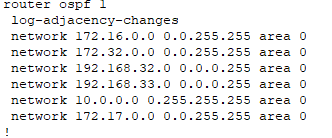 router ospf 1
log-adjacency-changes
network 172.16.0.0 0.0.255.255 area 0
network 172.32.0.0 0.0.255.255 area 0
network 192.168.32.0 0.0.0.255 area 0
network 192.168.33.0 0.0.0.255 area 0
network 10.0.0.0 0.255.255.255 area 0
network 172.17.0.0 0.0.255.255 area 0
!